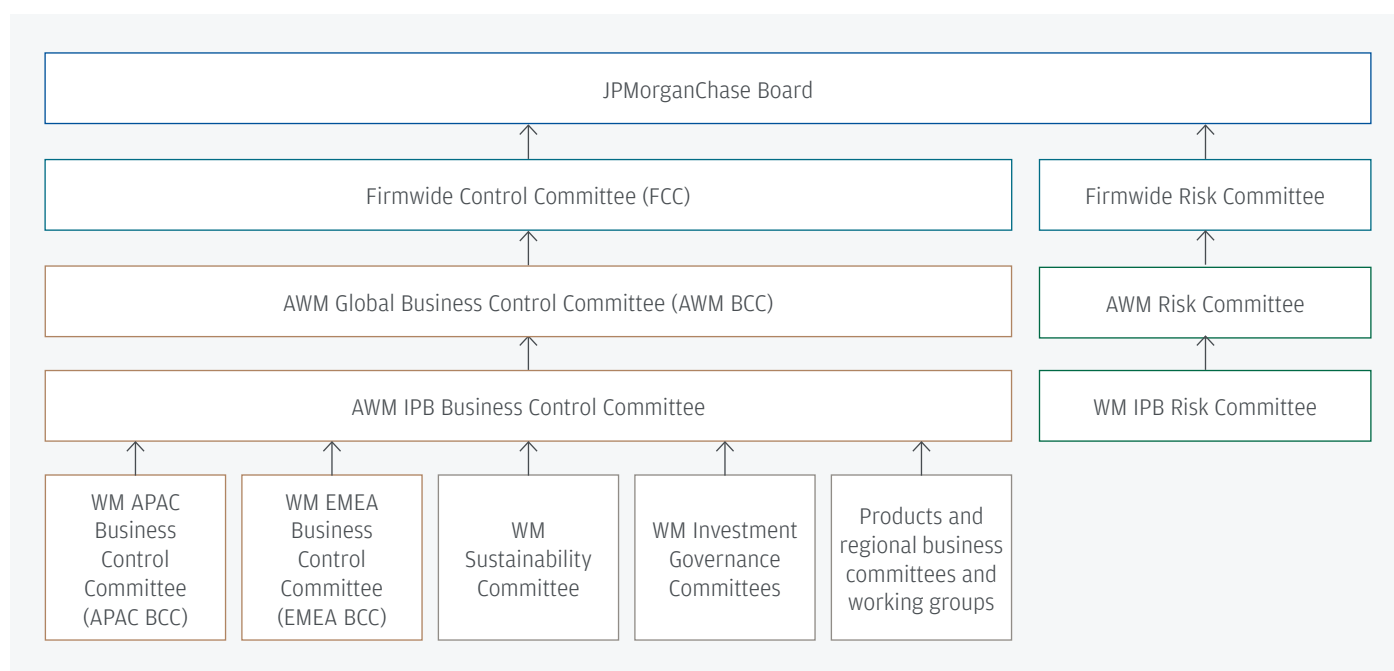 JPMorganChase Board
Firmwide Control Committee (FCC)
Firmwide Risk Committee
AWM Global Business Control Committee (AWM BCC)
AWM Risk Committee
AWM IPB Business Control Committee
WM IPB Risk Committee
WM APAC
Business
Control
Committee
(APAC BCC)
WM EMEA
Business
Control
Committee
(EMEA BCC)
WM
Sustainability
Committee
WM Investment
Governance
Committees
Products and
regional business
committees and
working groups